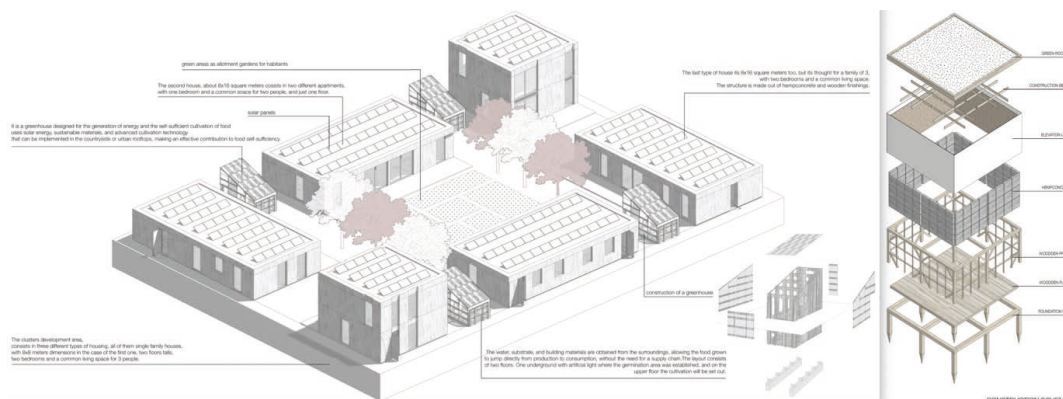 green areas as allotment gardens for habitants
The second house, about 8x16 square meters cosists in two different apartments,
with one bedroom and a common soace for two people, and just one floor.
solar panels
It is a greenhouse designed for the generation of energy and the self-sufficient cultivation of food
uses solar energy, sustainable materials, and advanced cultivation technology
that can be implemented in the countryside or urban rooftops, making an effective contribution to food self-sufficiency.
The last type of house its 8x16 square meters too, but its thought for a family of 3,
with two bedrooms and a common living space.
The structure is made out of hempconcrete and wooden finishings.
construction of a greenhouse
The clusters development area,
consists in three different types of housing, all of them single family houses,
with 8x8 meters dimensions in the case of the first one, two floors talls,
two bedrooms and a common living space for 3 people.
The water, substrate, and building materials are obtained from the surroundings, allowing the food grown
to jump directly from production to consumption, without the need for a supply chain.The layout consists
of two floors: One underground with artificial light where the germination area was established, and on the
upper floor the cultivation will be set out.
GREEN ROO
CONSTRUCTION
ELEVATION
HEMPCONC
WOODEN
WOODEN
FOUNDATION